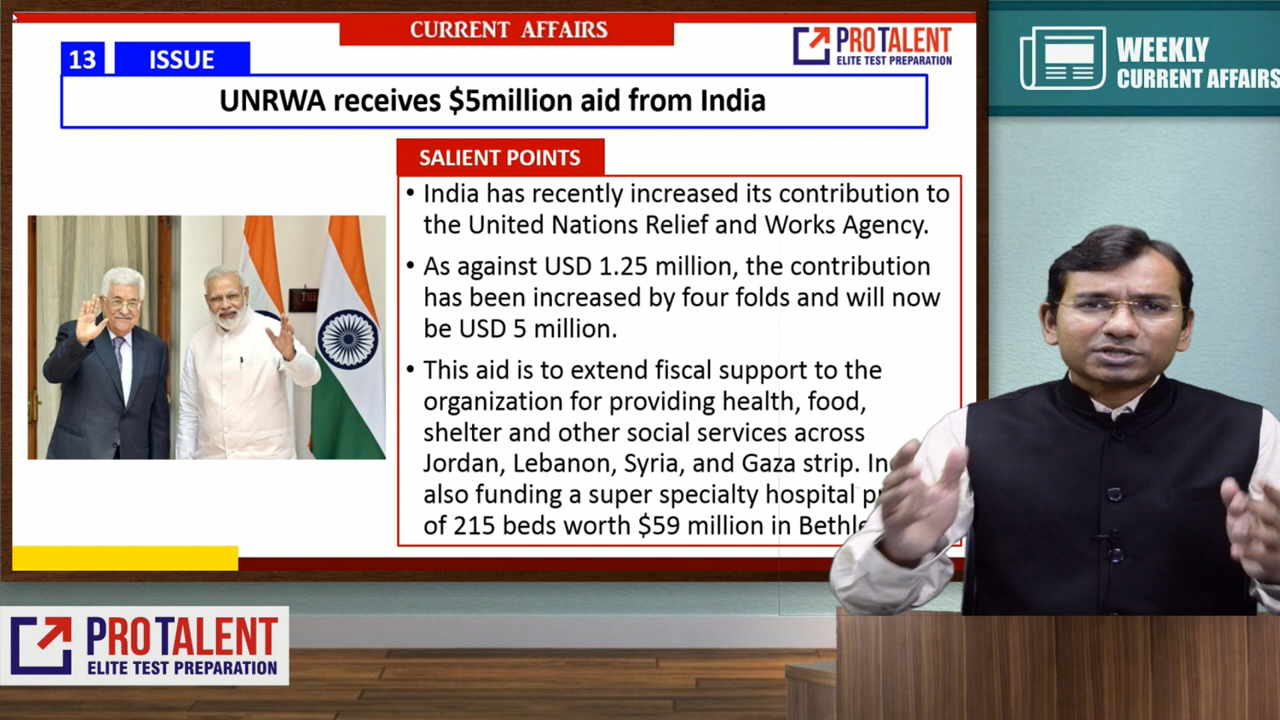 CURRENT AFFAIRS
PROTALENT
ELITE TEST PREPARATION
WEEKLY
CURRENT AFFAIRS
13 ISSUE
UNRWA receives $5million aid from India
SALIENT POINTS
• India has recently increased its contribution to
the United Nations Relief and Works Agency.
• As against USD 1.25 million, the contribution
has been increased by four folds and will now
be USD 5 million.
• This aid is to extend fiscal support to the
organization for providing health, food,
shelter and other social services across
Jordan, Lebanon, Syria, and Gaza strip.
also funding a super specialty hospital
of 215 beds worth $59 million in
PROTALENT
ELITE TEST PREPARATION